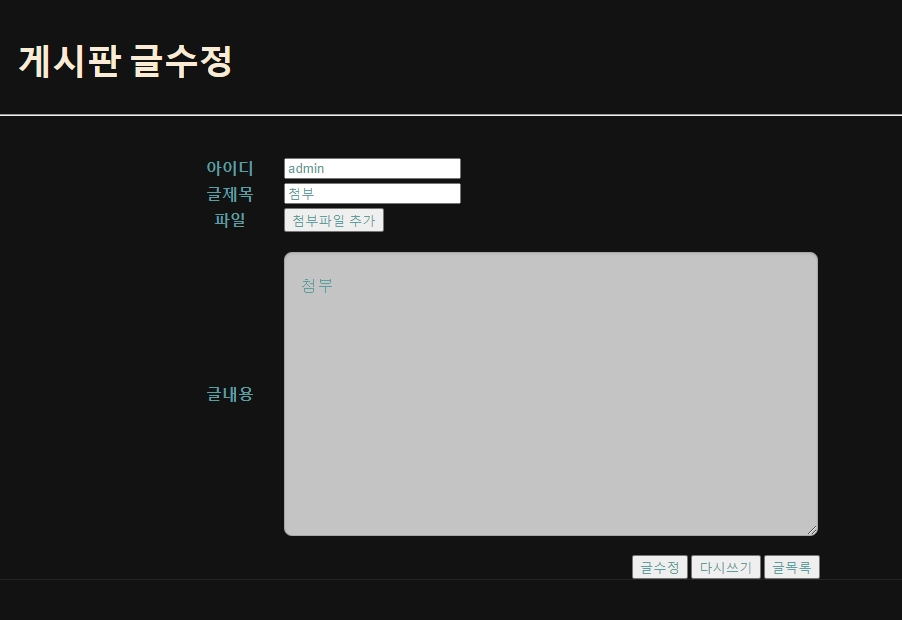 게시판 글수정
아이디 admin
글제목 첨부
파일 첨부파일 추가
첨부
글내용
글수정 다시쓰기 글목록